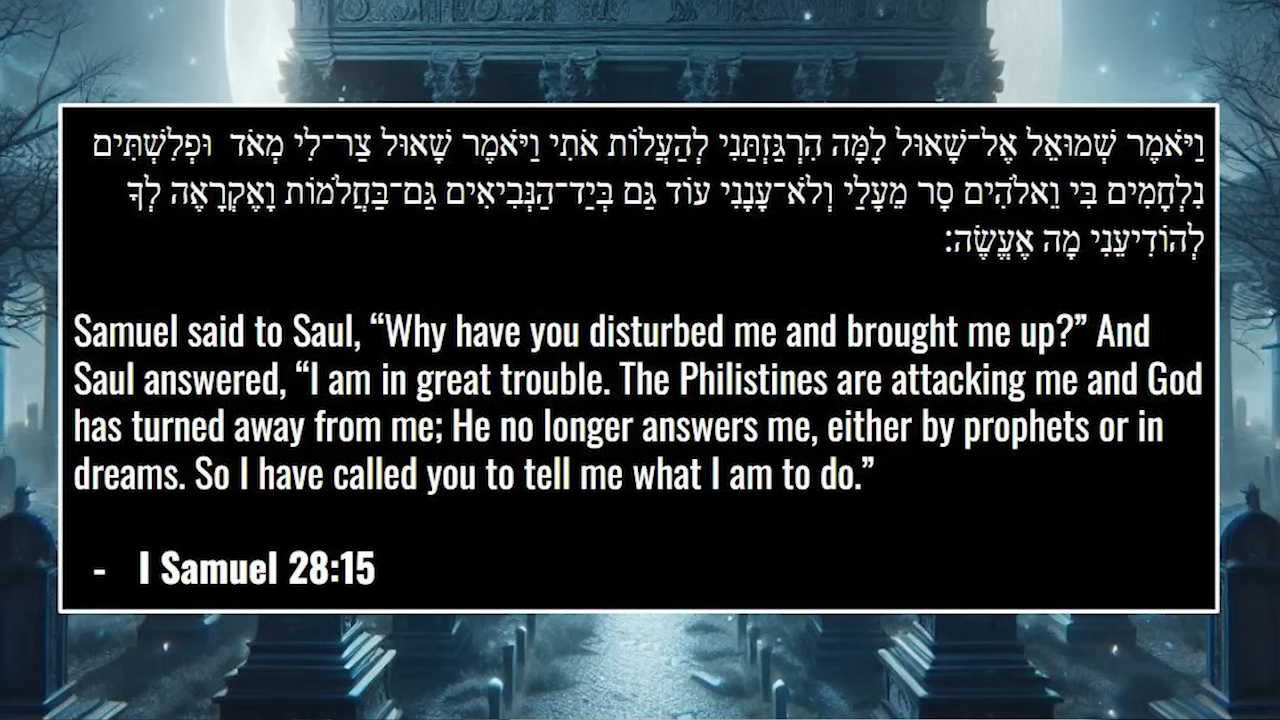 וַיֹּאמֶר שְׁמוּאֵל אֶל־שָׁאוּל לָמָּה הִרְגַּזְתַּנִי לְהַעֲלוֹת אֹתִי וַיֹּאמֶר שָׁאוּל צַר־לִי מְאֹד וּפְלִשְׁתִּים
נִלְחָמִים בִּי וֵאלֹהִים סָר מֵעָלַי וְלֹא־עָנָנִי עוֹד גַּם בְּיַד־הַנְּבִיאִים גַּם־בַּחֲלֹמוֹת וָאֶקְרָאֶה לְךָ
לְהוֹדִיעֵנִי מָה אֶעֱשֶׂה׃
Samuel said to Saul, “Why have you disturbed me and brought me up?” And
Saul answered, “I am in great trouble. The Philistines are attacking me and God
has turned away from me; He no longer answers me, either by prophets or in
dreams. So I have called you to tell me what I am to do.”
- I Samuel 28:15